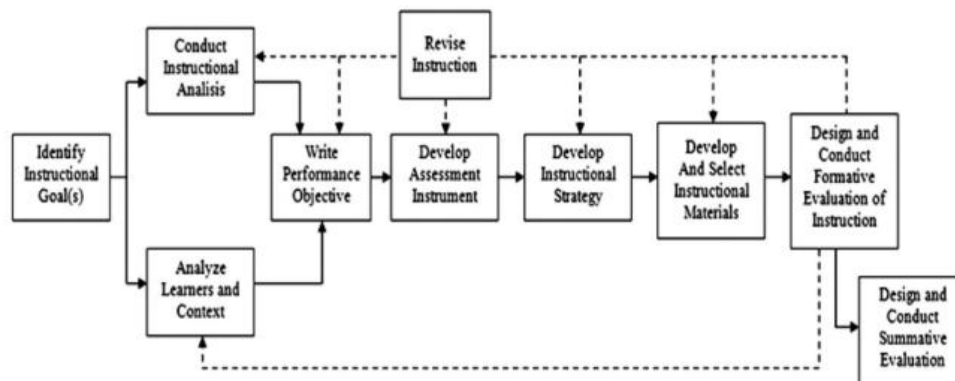 Conduct
Instructional
Analisis
Revise
Instruction
Identify
Instructional
Goal(s)
Write
Performance
Objective
Develop
Assessment
Instrument
Develop
Instructional
Strategy
Develop
And Select
Instructional
Materials
Design and
Conduct
Formative
Evaluation of
Instruction
Analyze
Learners and
Context
Design and
Conduct
Summative
Evaluation